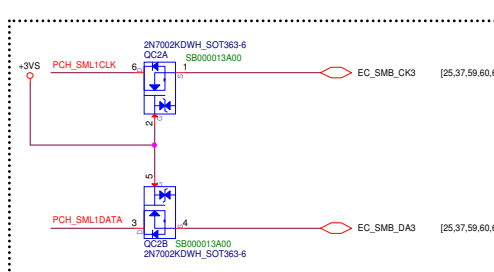 2N7002KDWH_SOT363-6
QC2A
SB000013A00
+3VS
PCH_SML1CLK
6
D
S
1
EC_SMB_CK3
[25,37,59,60,6
2
G
5
G
PCH_SML1DATA
3
D
S
4
EC_SMB_DA3
[25,37,59,60,6
QC2B
SB000013A00
2N7002KDWH_SOT363-6